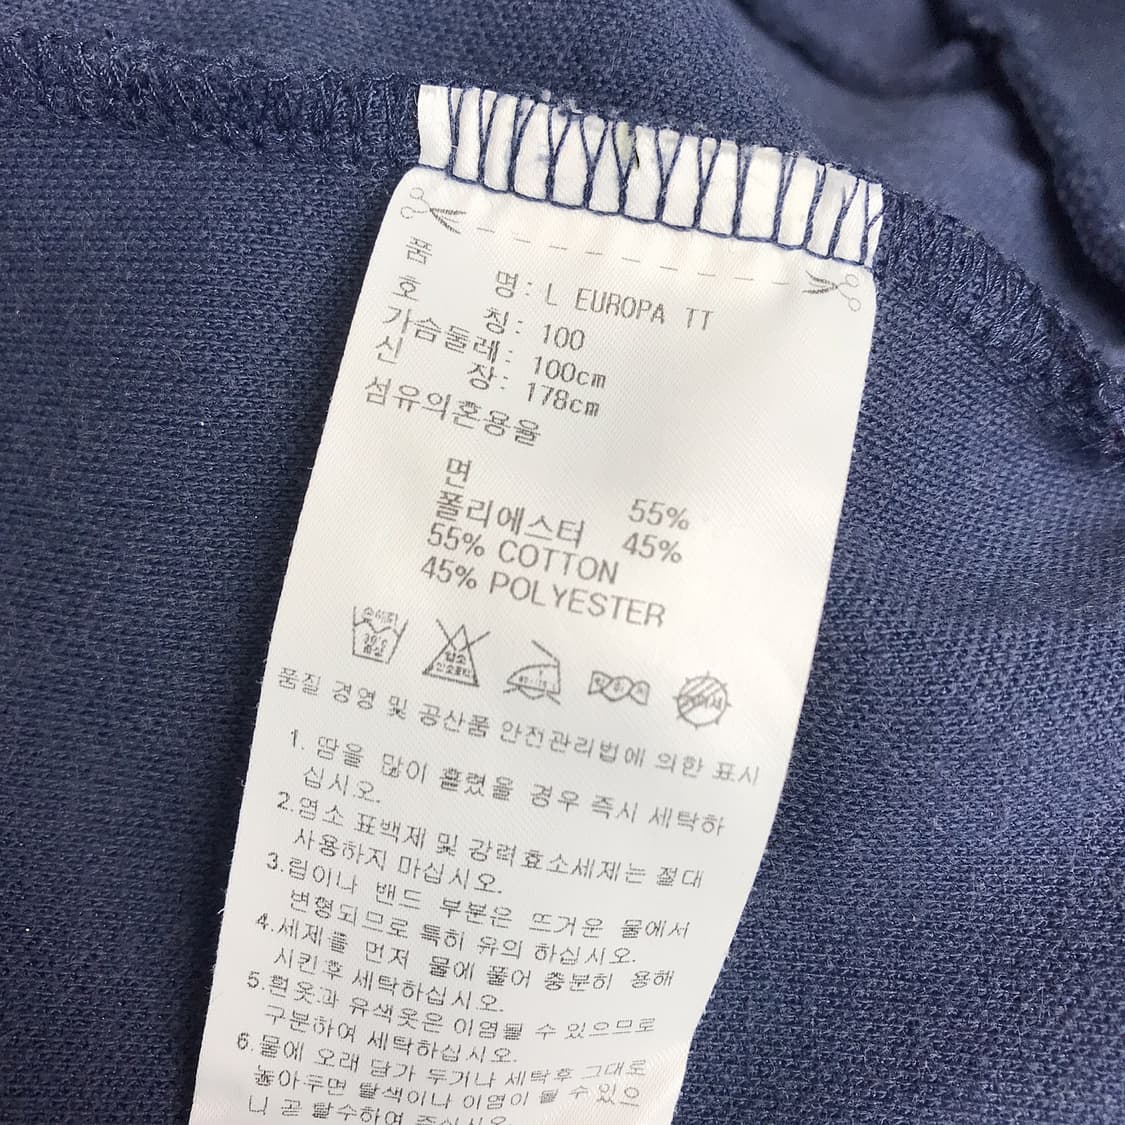 품 명: L EUROPA TT
호 칭: 100
가슴둘레: 100cm
신 장: 178cm
섬유의혼용율
면 55%
폴리에스터 45%
55% COTTON
45% POLYESTER
품질 경영 및 공산품 안전관리법에 의한 표시
1. 땀을 많이 흘렸을 경우 즉시 세탁하
십시오.
2.염소 표백제 및 강력효소세제는 절대
사용하지 마십시오.
3.림이나 밴드 부분은 뜨거운 물에서
변형되므로 특히 유의 하십시오.
4.세제를 먼저 물에 풀어 충분히 용해
시킨후 세탁하십시오.
5.흰옷과 유색옷은 이염될 수 있으므로
구분하여 세탁하십시오.
6.물에 오래 담가 두거나 세탁후 그대로
놓아두면 탈색이나 이염이 될 수 있으
니 곧 탈수하여